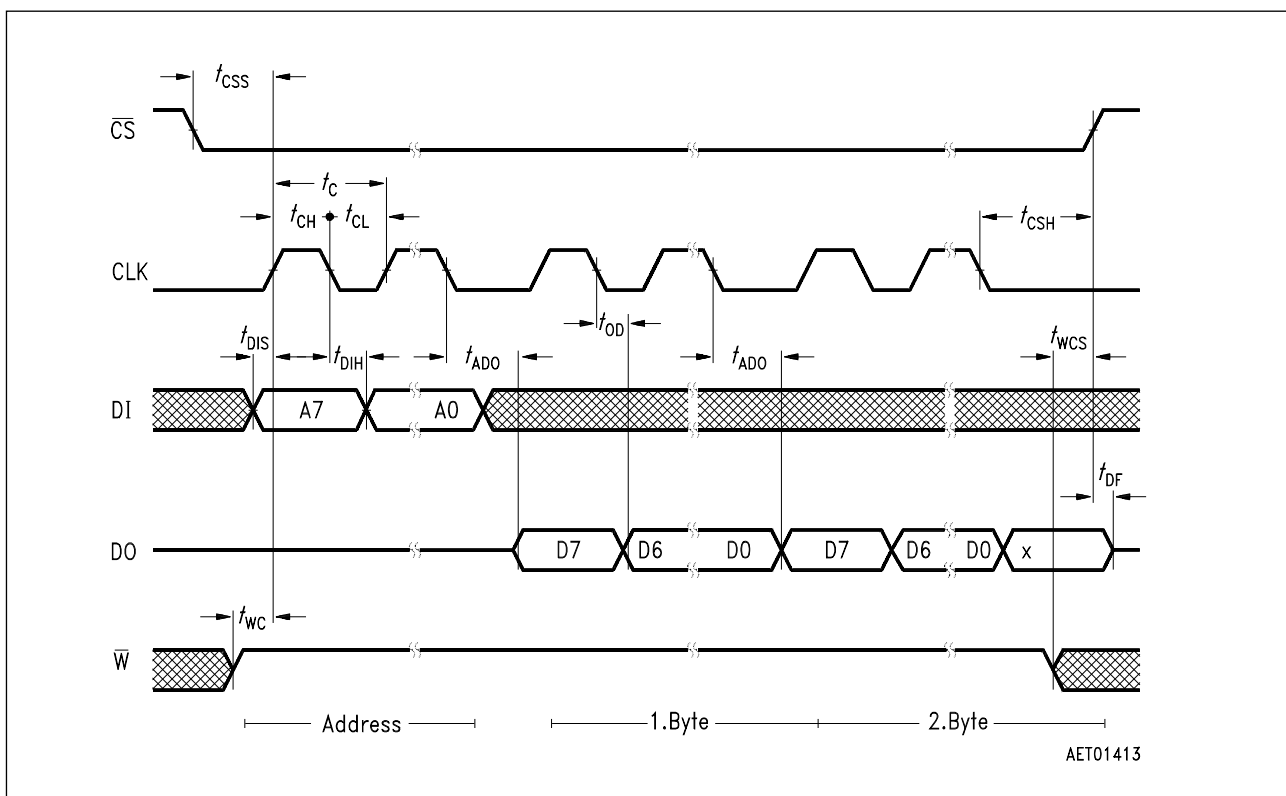 tCSS
CS
tC
tCH tCL tCSH
CLK
tDIS tDIH tADO tOD tADO tWCS
DI A7 A0
tDF
DO D7 D6 D0 D7 D6 D0 x
tWC
W
Address 1.Byte 2.Byte
AET01413